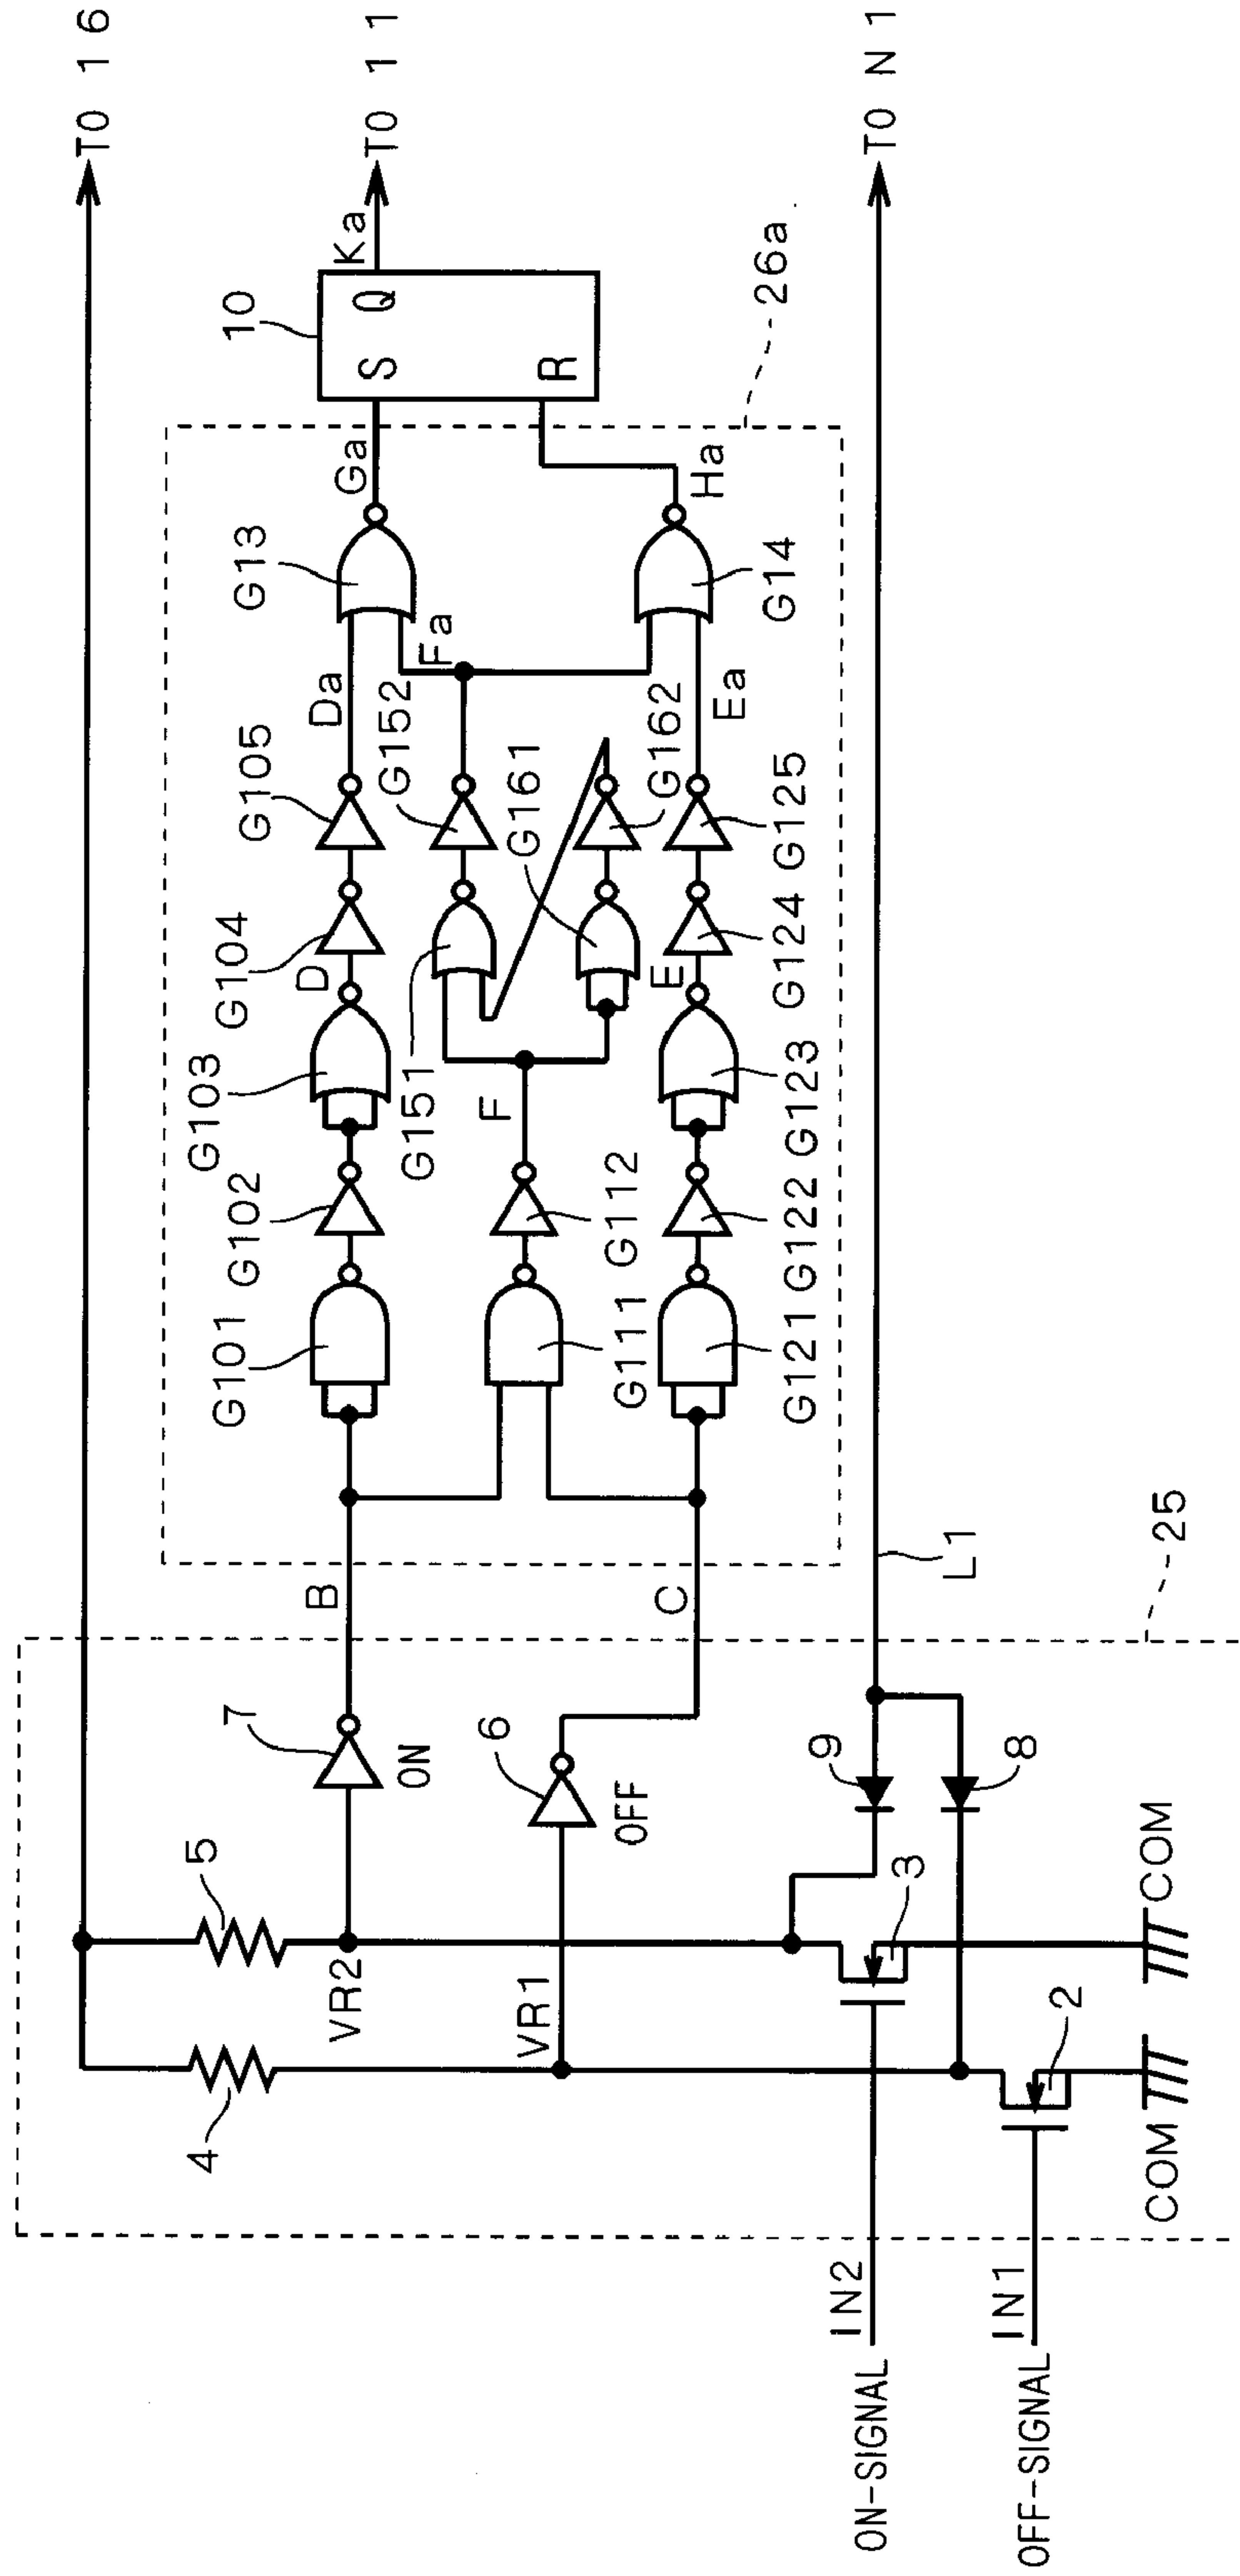 TO 16
TO 11
TO N1
Ka
10
S
Q
R
26a
Ga
Ha
G13
G14
Fa
Da
Ea
G105
G152
G161
G162
G125
G104
D
G124
E
G103
G151
F
G123
G102
G112
G122
G101
G111
G121
B
C
L1
25
7
ON
6
OFF
9
8
5
VR2
VR1
3
COM
4
2
COM
IN2
IN1
ON-SIGNAL
OFF-SIGNAL